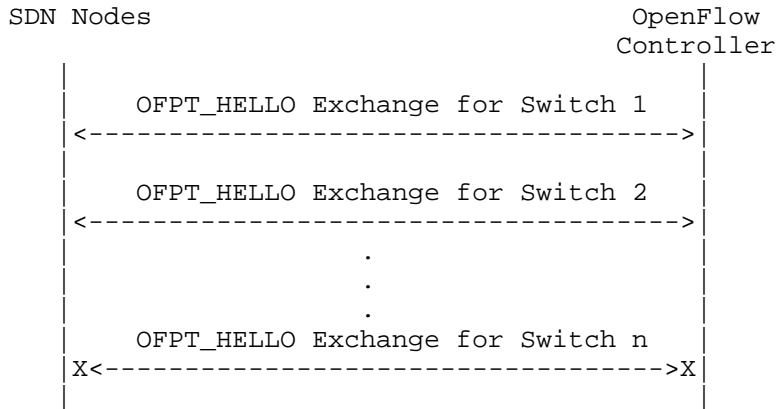 SDN Nodes OpenFlow
Controller
OFPT_HELLO Exchange for Switch 1
<------------------------------------->
OFPT_HELLO Exchange for Switch 2
<------------------------------------->
.
.
.
OFPT_HELLO Exchange for Switch n
X<----------------------------------->X